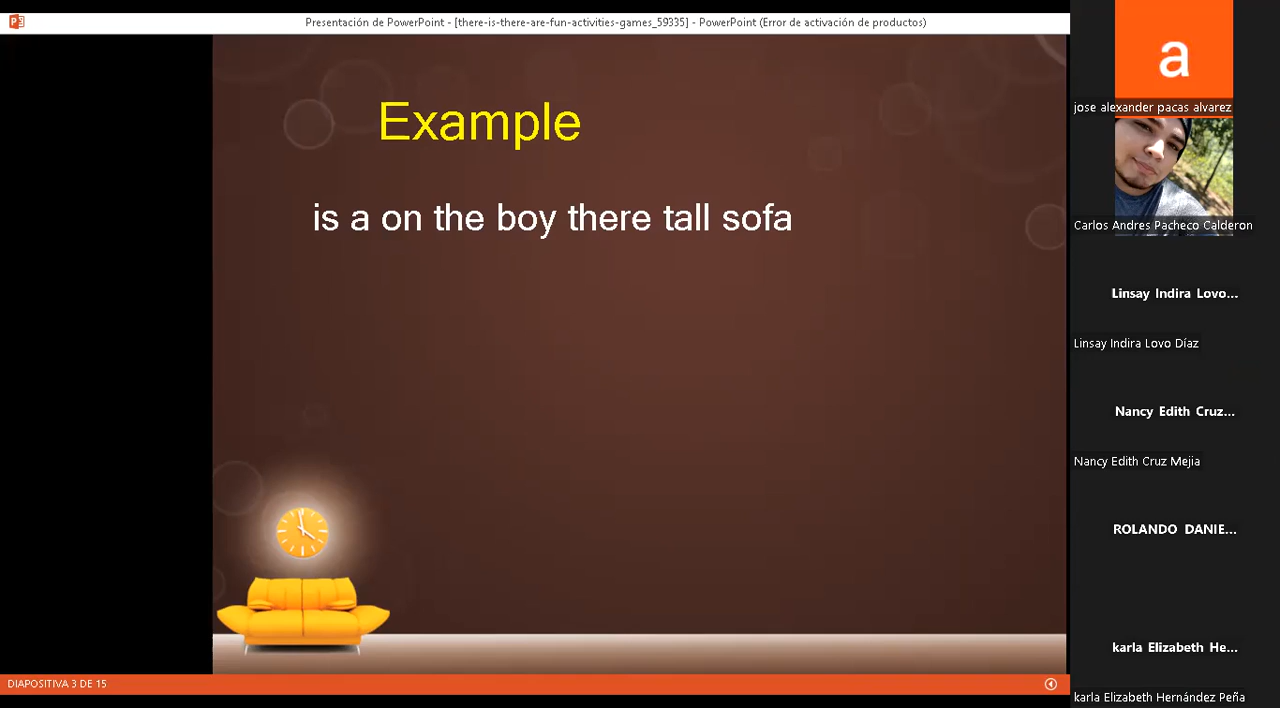 Presentación de PowerPoint - [there-is-there-are-fun-activities-games_59335] - PowerPoint (Error de activación de productos)
Example
is a on the boy there tall sofa
DIAPOSITIVA 3 DE 15
a
jose alexander pacas alvarez
Carlos Andres Pacheco Calderon
Linsay Indira Lovo...
Linsay Indira Lovo Díaz
Nancy Edith Cruz...
Nancy Edith Cruz Mejia
ROLANDO DANIE...
karla Elizabeth He...
karla Elizabeth Hernández Peña